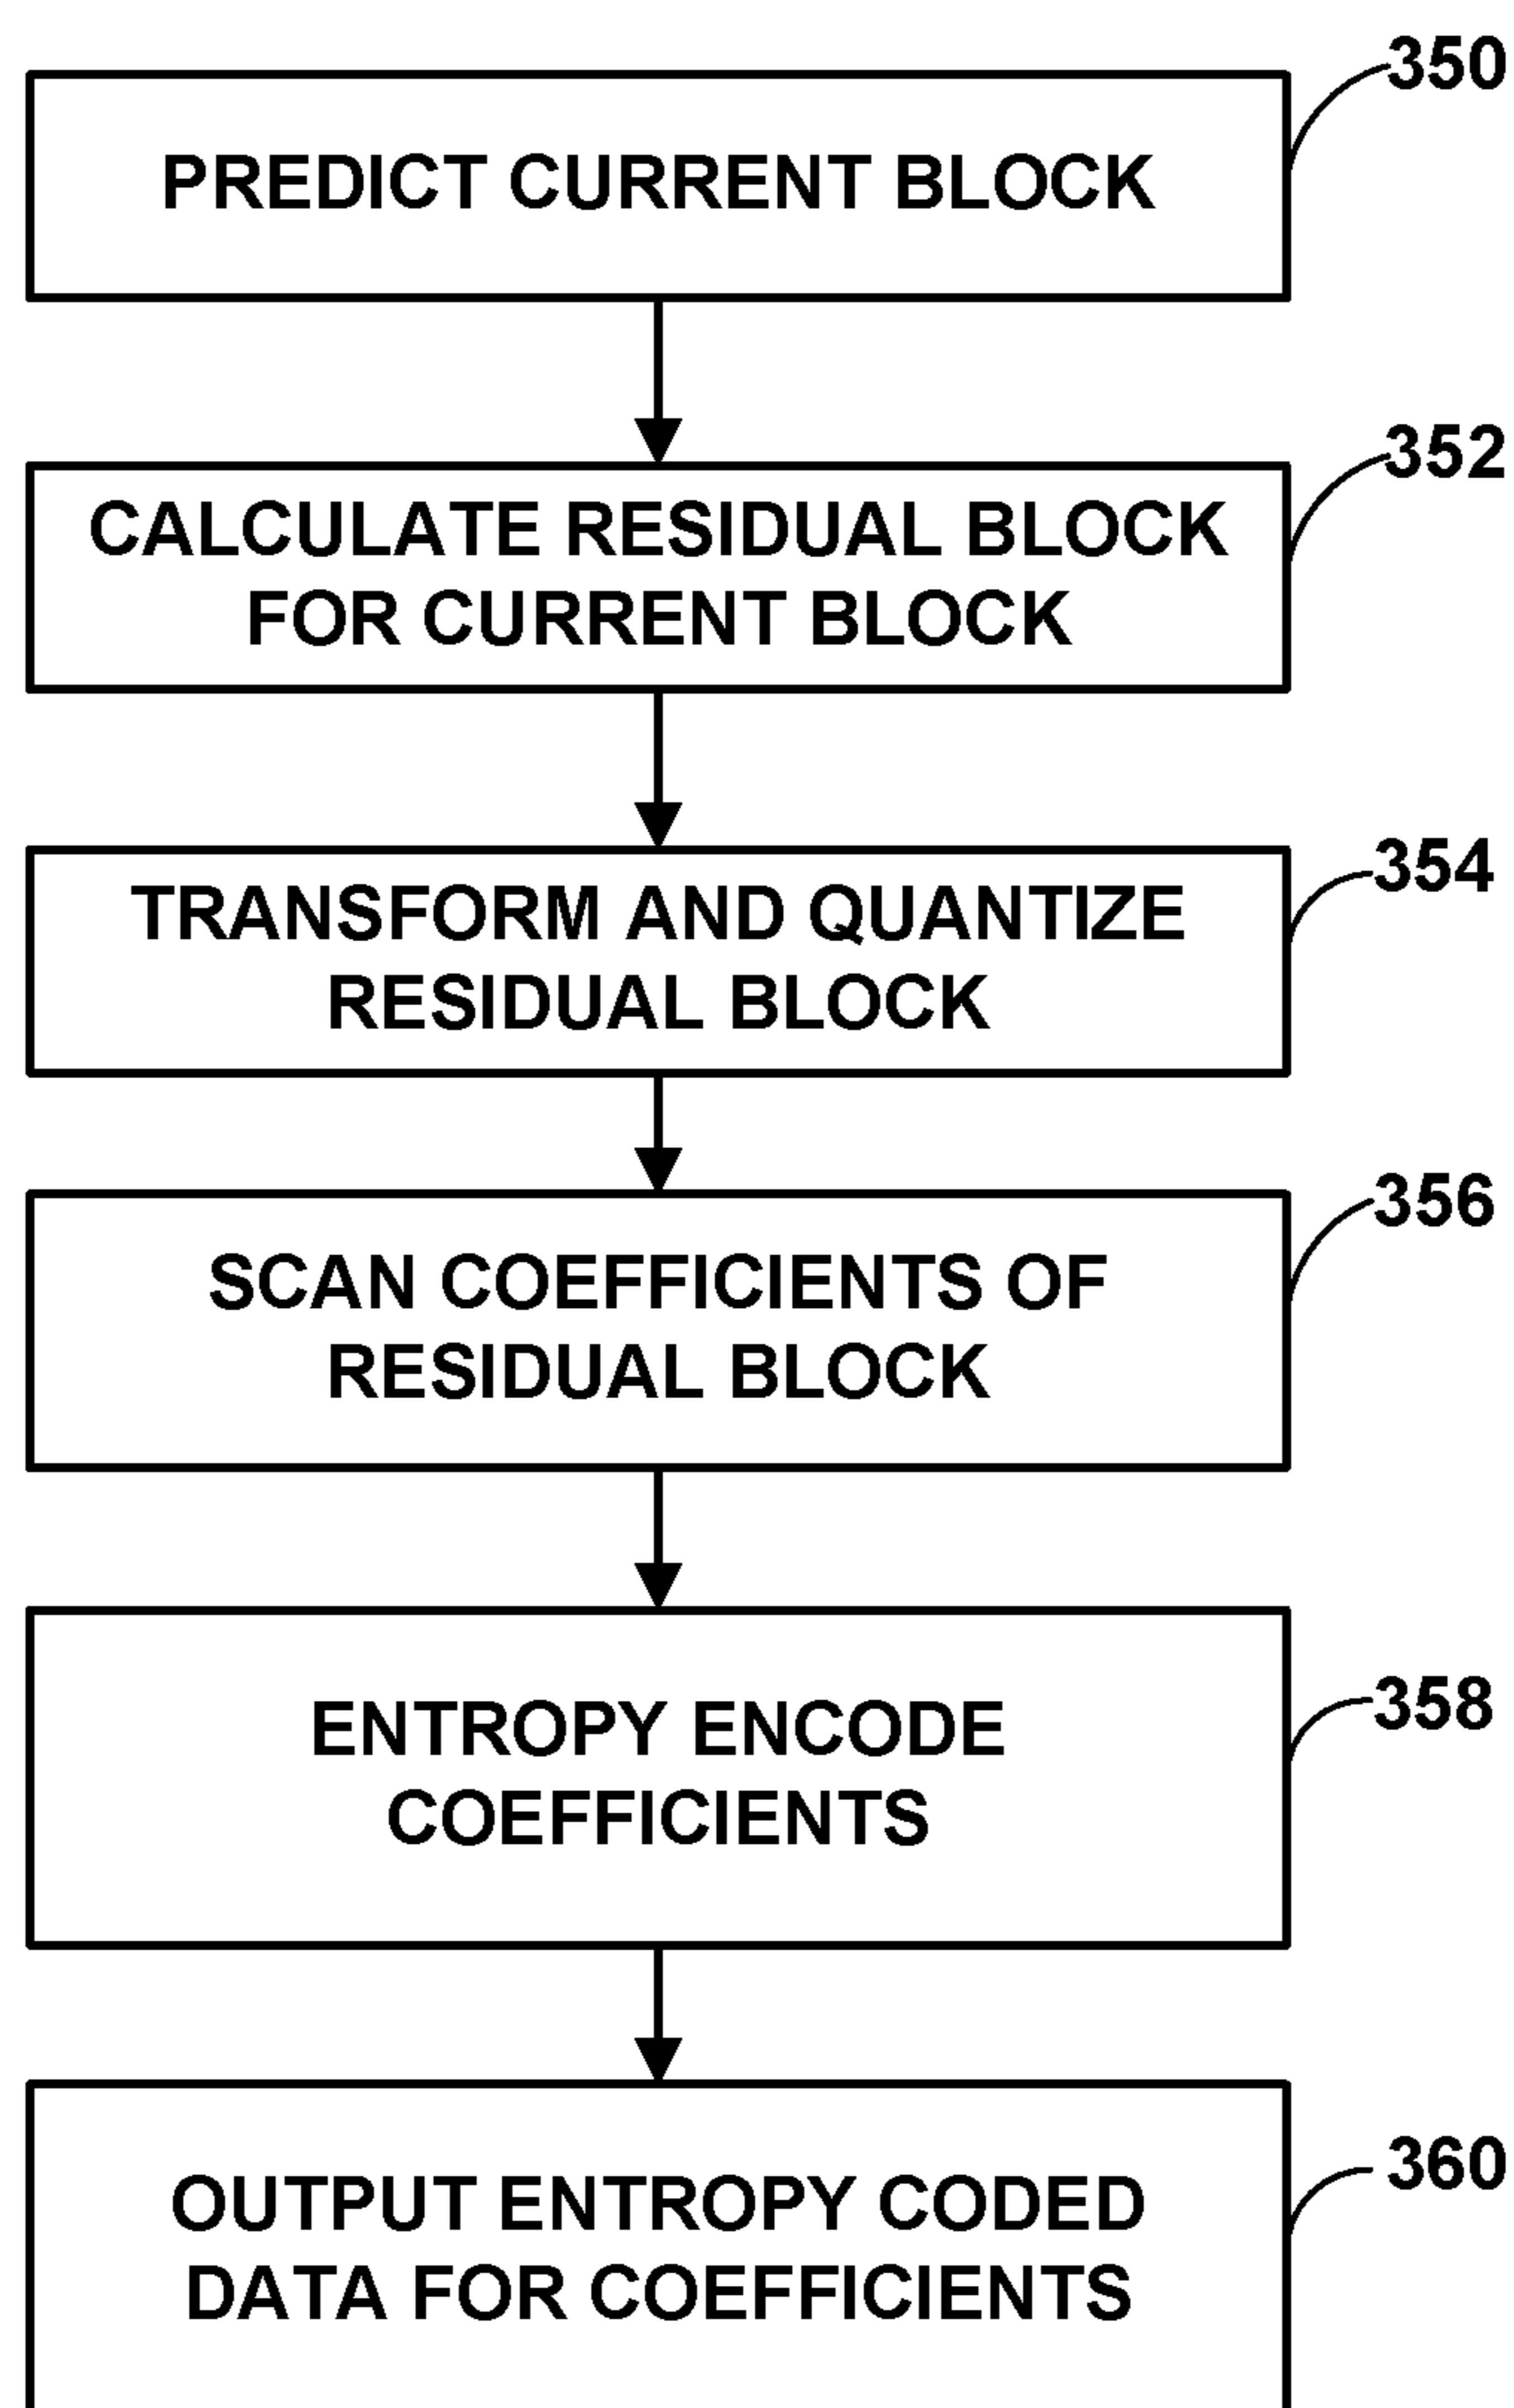 350
PREDICT CURRENT BLOCK
352
CALCULATE RESIDUAL BLOCK
FOR CURRENT BLOCK
354
TRANSFORM AND QUANTIZE
RESIDUAL BLOCK
356
SCAN COEFFICIENTS OF
RESIDUAL BLOCK
358
ENTROPY ENCODE
COEFFICIENTS
360
OUTPUT ENTROPY CODED
DATA FOR COEFFICIENTS